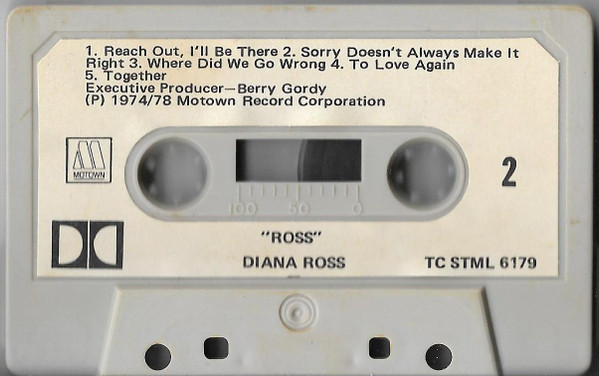 1. Reach Out, I'll Be There 2. Sorry Doesn't Always Make It
Right 3. Where Did We Go Wrong 4. To Love Again
5. Together
Executive Producer—Berry Gordy
(P) 1974/78 Motown Record Corporation
MOTOWN
2
100 50 0
"ROSS"
DIANA ROSS
TC STML 6179